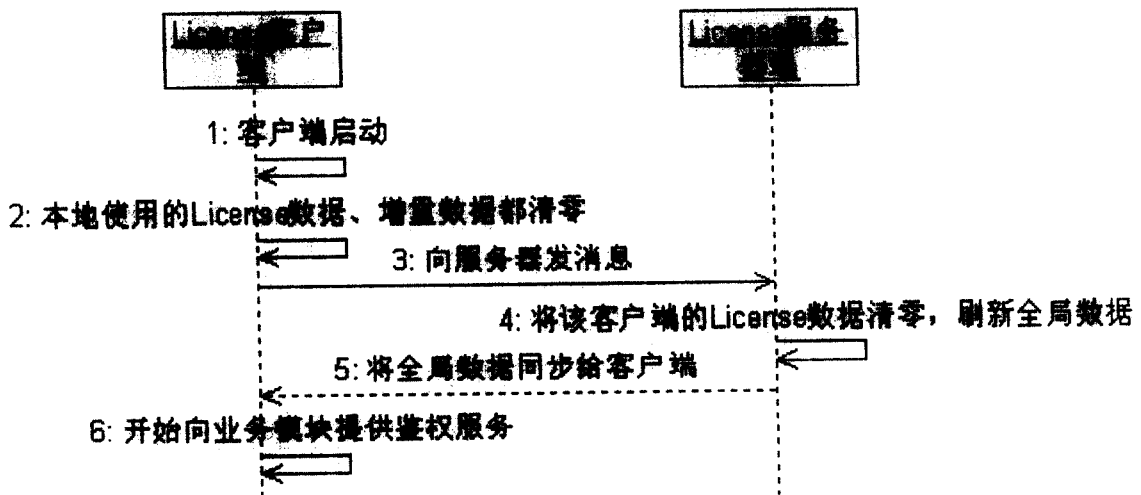 License客户
端
License服务
器端
1: 客户端启动
2: 本地使用的License数据、增量数据都清零
3: 向服务器发消息
4: 将该客户端的License数据清零，刷新全局数据
5: 将全局数据同步给客户端
6: 开始向业务模块提供鉴权服务